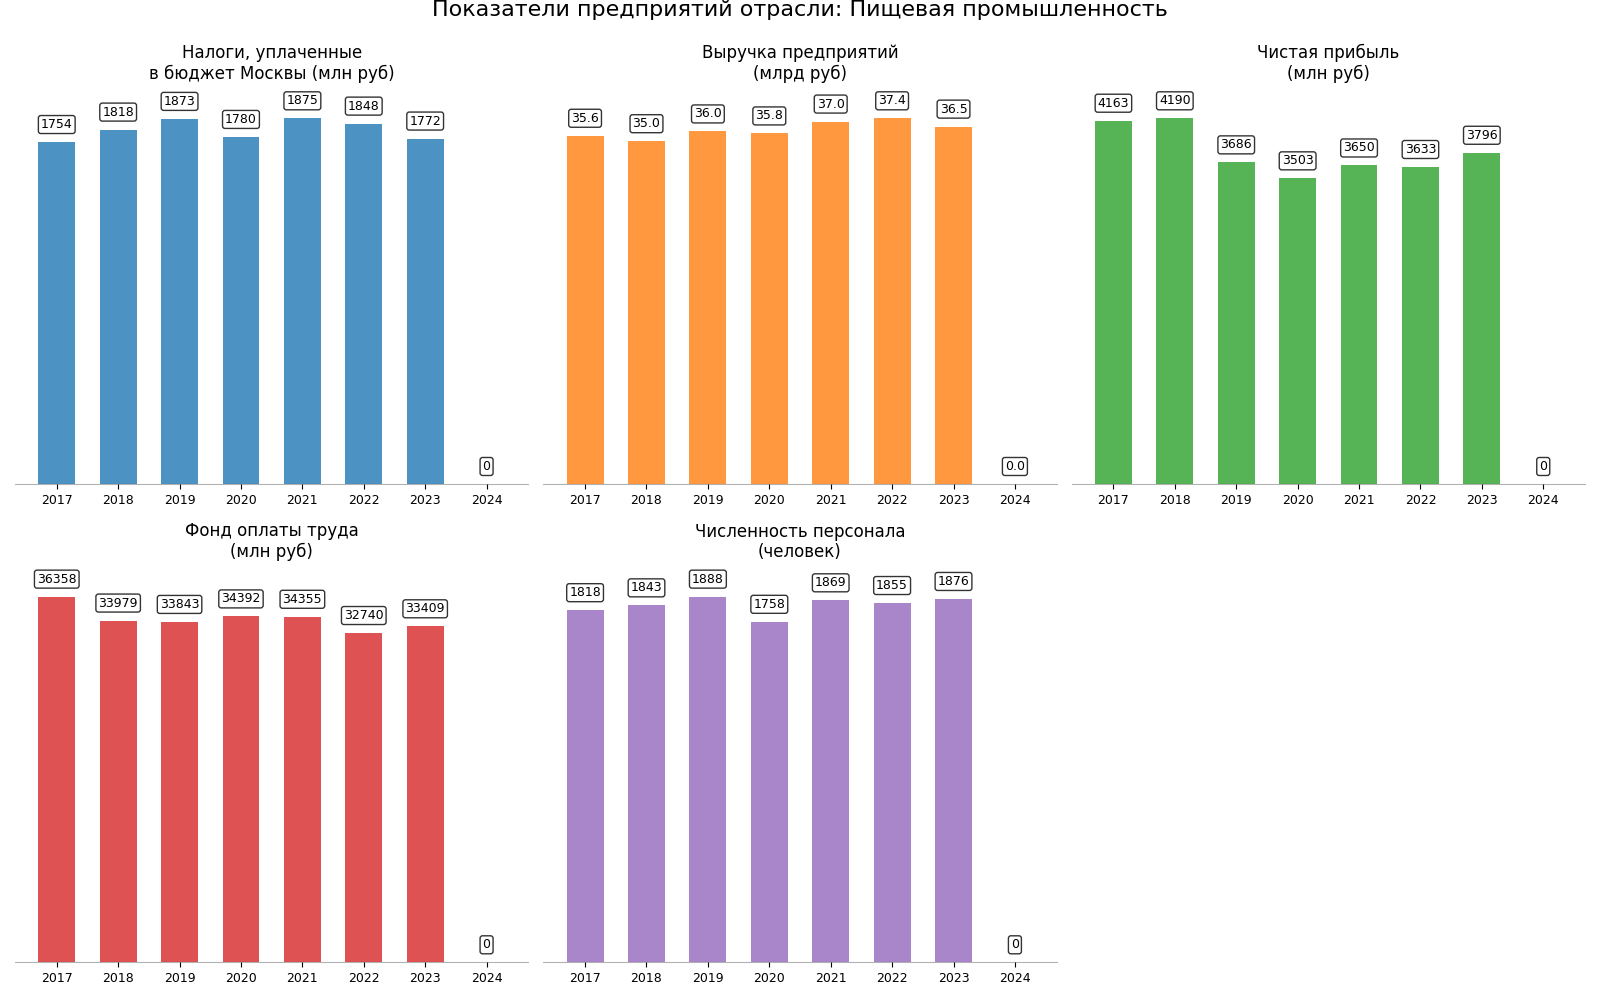 Показатели предприятий отрасли: Пищевая промышленность
Налоги, уплаченные
в бюджет Москвы (млн руб)
1754 1818 1873 1780 1875 1848 1772 0
2017 2018 2019 2020 2021 2022 2023 2024
Выручка предприятий
(млрд руб)
35.6 35.0 36.0 35.8 37.0 37.4 36.5 0.0
2017 2018 2019 2020 2021 2022 2023 2024
Чистая прибыль
(млн руб)
4163 4190 3686 3503 3650 3633 3796 0
2017 2018 2019 2020 2021 2022 2023 2024
Фонд оплаты труда
(млн руб)
36358 33979 33843 34392 34355 32740 33409 0
2017 2018 2019 2020 2021 2022 2023 2024
Численность персонала
(человек)
1818 1843 1888 1758 1869 1855 1876 0
2017 2018 2019 2020 2021 2022 2023 2024